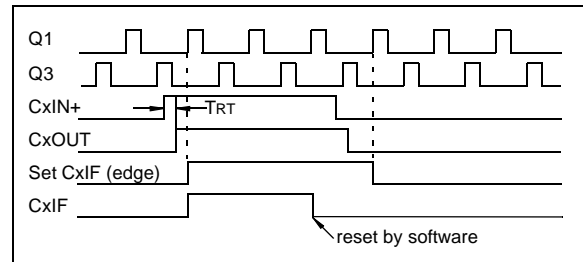 Q1
Q3
CxIN+
TRT
CxOUT
Set CxIF (edge)
CxIF
reset by software